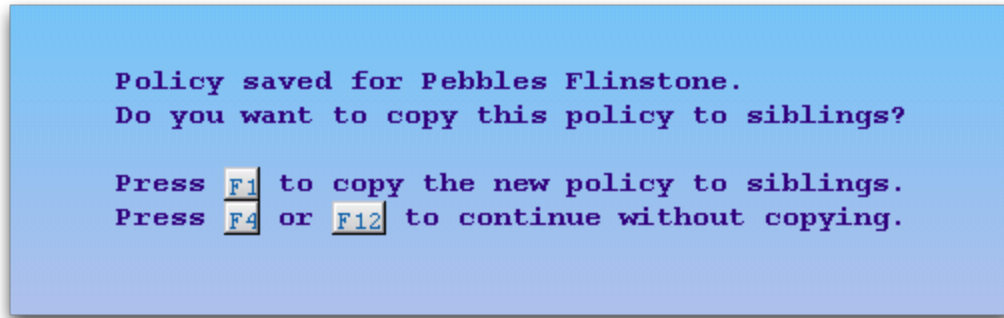 Policy saved for Pebbles Flinstone.
Do you want to copy this policy to siblings?
Press F1 to copy the new policy to siblings.
Press F4 or F12 to continue without copying.